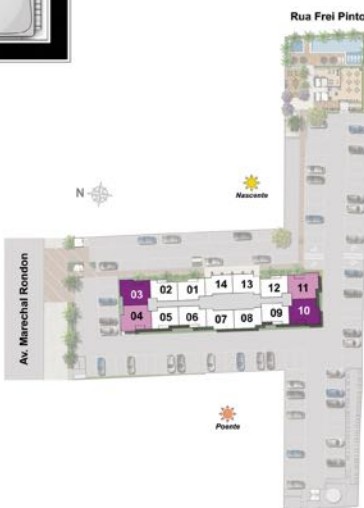 Rua Frei Pinto
N
Nascente
Av. Marechal Rondon
03 02 01 14 13 12 11
04 05 06 07 08 09 10
Poente